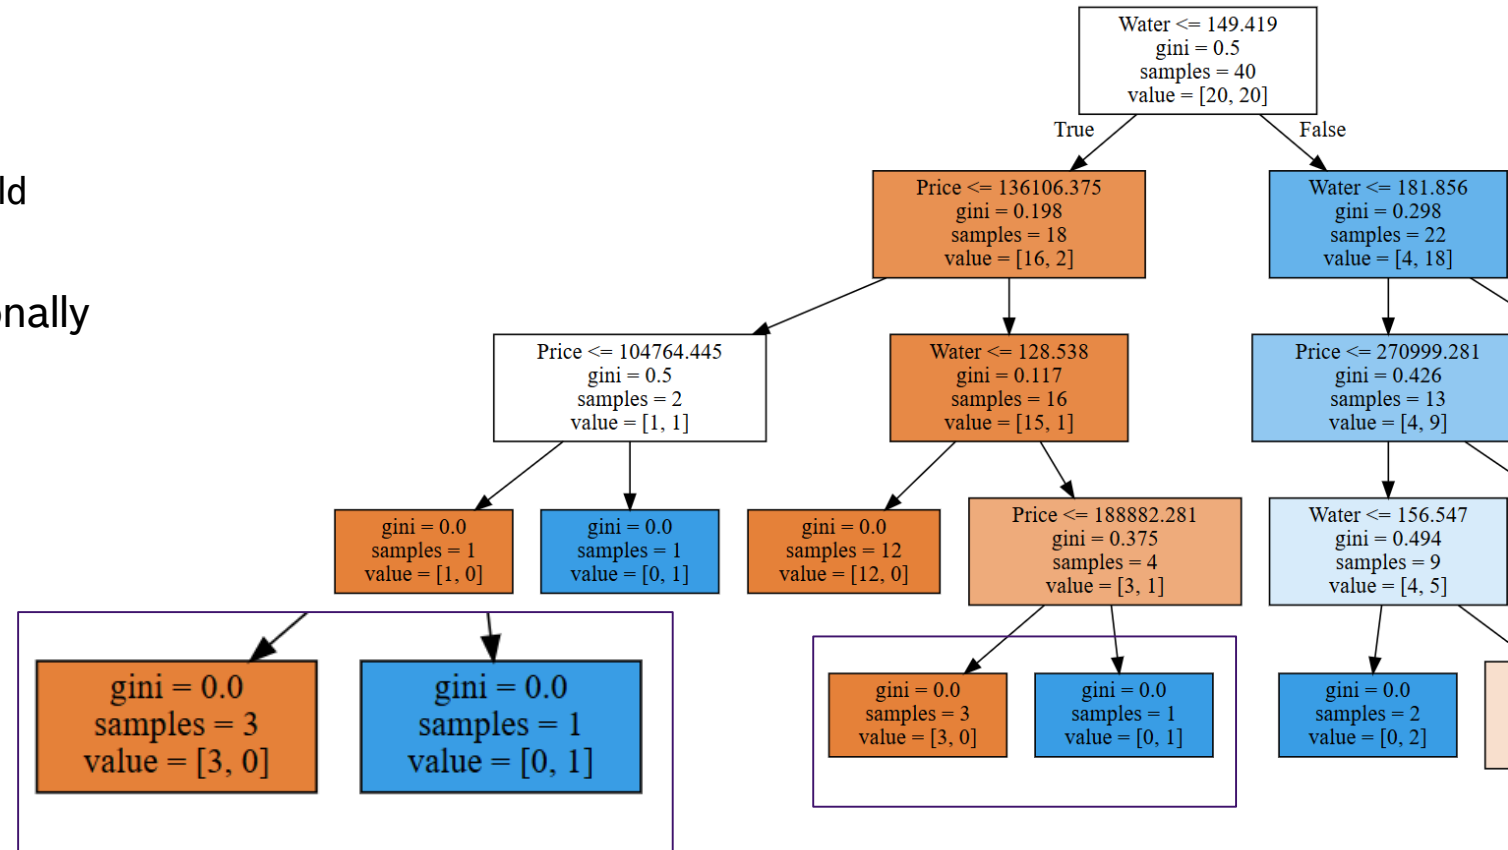 Water <= 149.419
gini = 0.5
samples = 40
value = [20, 20]
True
False
ld
nally
Price <= 136106.375
gini = 0.198
samples = 18
value = [16, 2]
Water <= 181.856
gini = 0.298
samples = 22
value = [4, 18]
Price <= 104764.445
gini = 0.5
samples = 2
value = [1, 1]
Water <= 128.538
gini = 0.117
samples = 16
value = [15, 1]
Price <= 270999.281
gini = 0.426
samples = 13
value = [4, 9]
gini = 0.0
samples = 1
value = [1, 0]
gini = 0.0
samples = 1
value = [0, 1]
gini = 0.0
samples = 12
value = [12, 0]
Price <= 188882.281
gini = 0.375
samples = 4
value = [3, 1]
Water <= 156.547
gini = 0.494
samples = 9
value = [4, 5]
gini = 0.0
samples = 3
value = [3, 0]
gini = 0.0
samples = 1
value = [0, 1]
gini = 0.0
samples = 3
value = [3, 0]
gini = 0.0
samples = 1
value = [0, 1]
gini = 0.0
samples = 2
value = [0, 2]